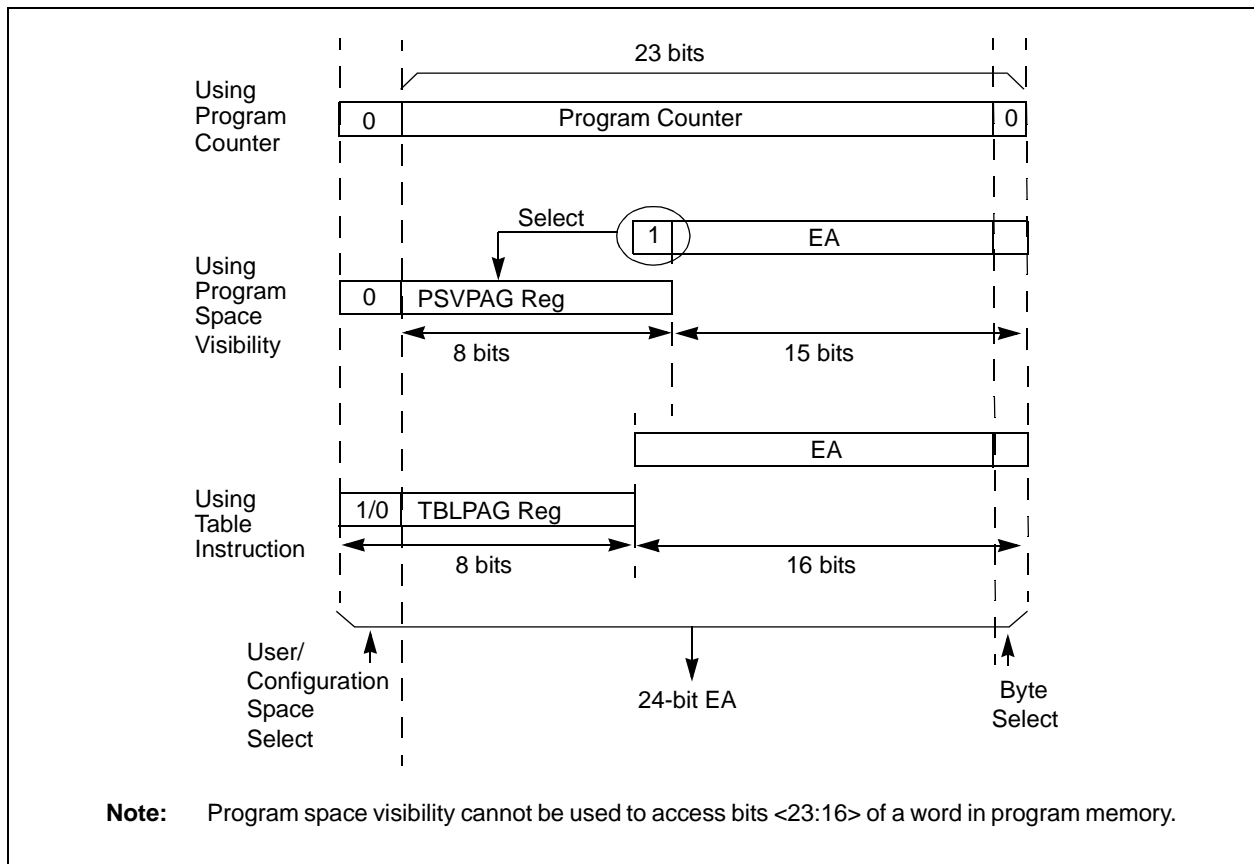 23 bits
Using
Program
Counter
0
Program Counter
0
Select
1
EA
Using
Program
Space
Visibility
0
PSVPAG Reg
8 bits
15 bits
EA
Using
Table
Instruction
1/0
TBLPAG Reg
8 bits
16 bits
User/
Configuration
Space
Select
24-bit EA
Byte
Select
Note: Program space visibility cannot be used to access bits <23:16> of a word in program memory.